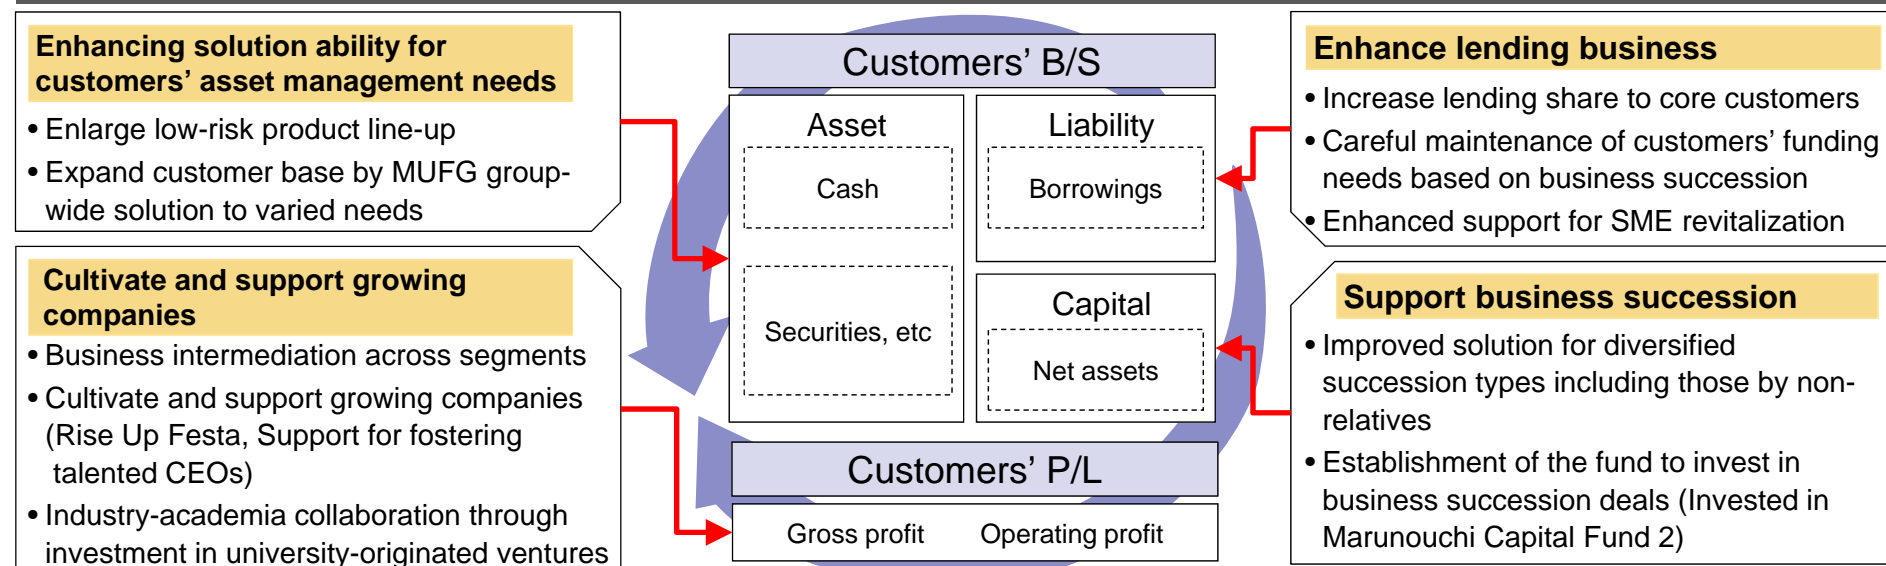 Enhancing solution ability for
customers’ asset management needs
• Enlarge low-risk product line-up
• Expand customer base by MUFG group-
wide solution to varied needs
Cultivate and support growing
companies
• Business intermediation across segments
• Cultivate and support growing companies
(Rise Up Festa, Support for fostering
talented CEOs)
• Industry-academia collaboration through
investment in university-originated ventures
Customers’ B/S
Asset
Cash
Securities, etc
Liability
Borrowings
Capital
Net assets
Customers’ P/L
Gross profit Operating profit
Enhance lending business
• Increase lending share to core customers
• Careful maintenance of customers’ funding
needs based on business succession
• Enhanced support for SME revitalization
Support business succession
• Improved solution for diversified
succession types including those by non-
relatives
• Establishment of the fund to invest in
business succession deals (Invested in
Marunouchi Capital Fund 2)